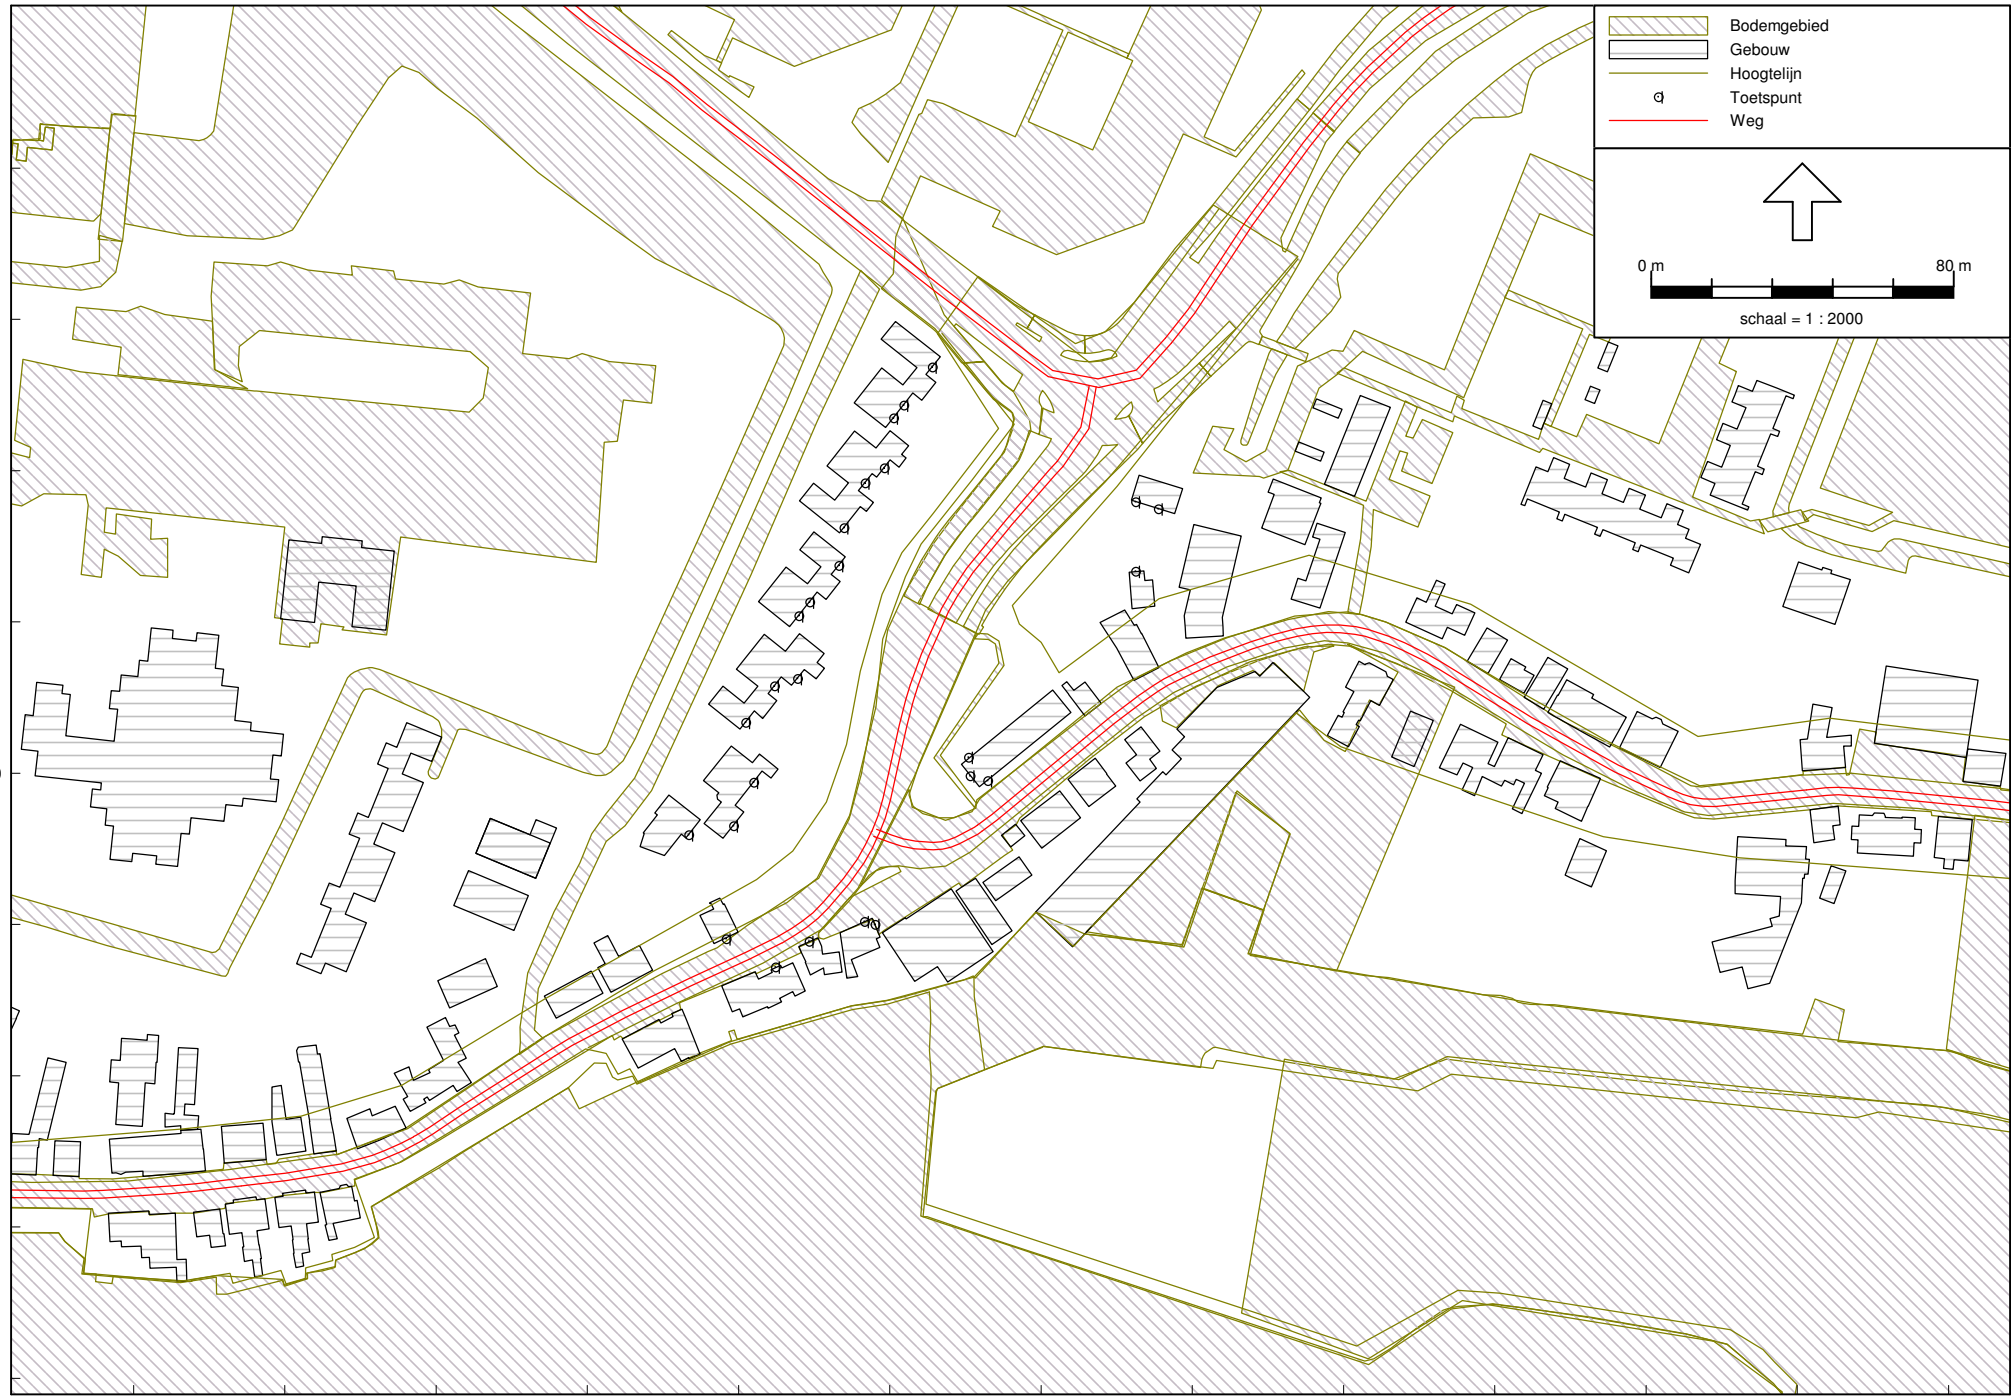 Bodemgebied
Gebouw
Hoogtelijn
Toetspunt
Weg
0 m 80 m
schaal = 1 : 2000